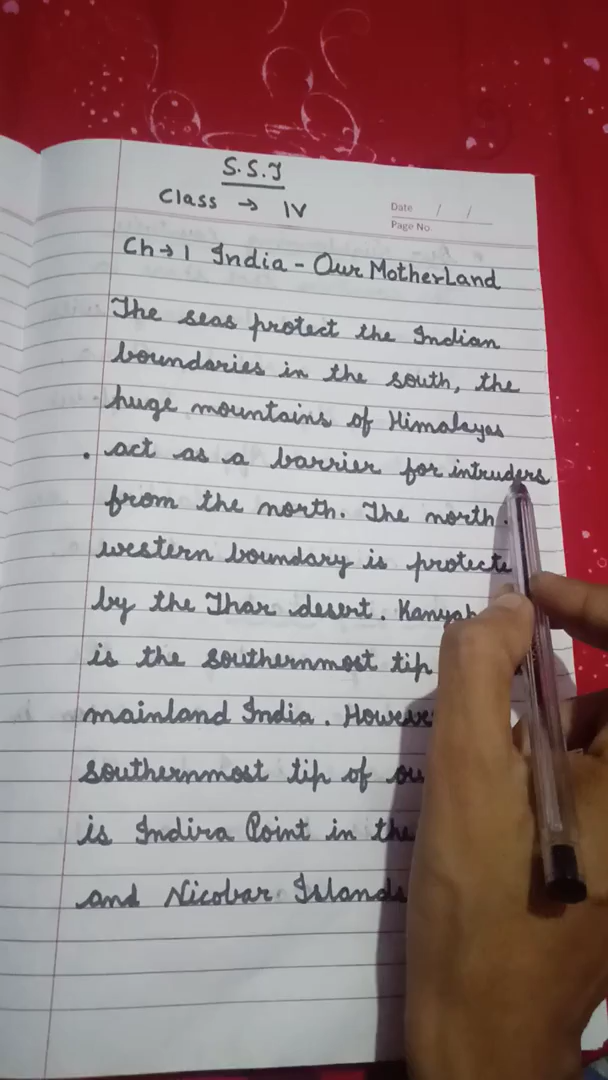 S.S.T
Class → IV
Date / /
Page No.
Ch → 1 India - Our MotherLand
The seas protect the Indian
boundaries in the south, the
huge mountains of Himalayas
act as a barrier for intruders
from the north. The north
western boundary is protecte
by the Thar desert.
is the southernmost tip
mainland India.
southernmost tip of
is Indira Point in the
and Nicobar Islands